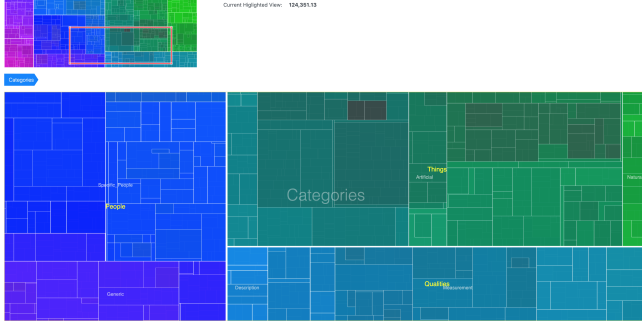 Current Highlighted View: 124,351.13
Categories
Things
Artificial
Natural
Categories
Specific_People
People
Qualities
Description
Measurement
Generic